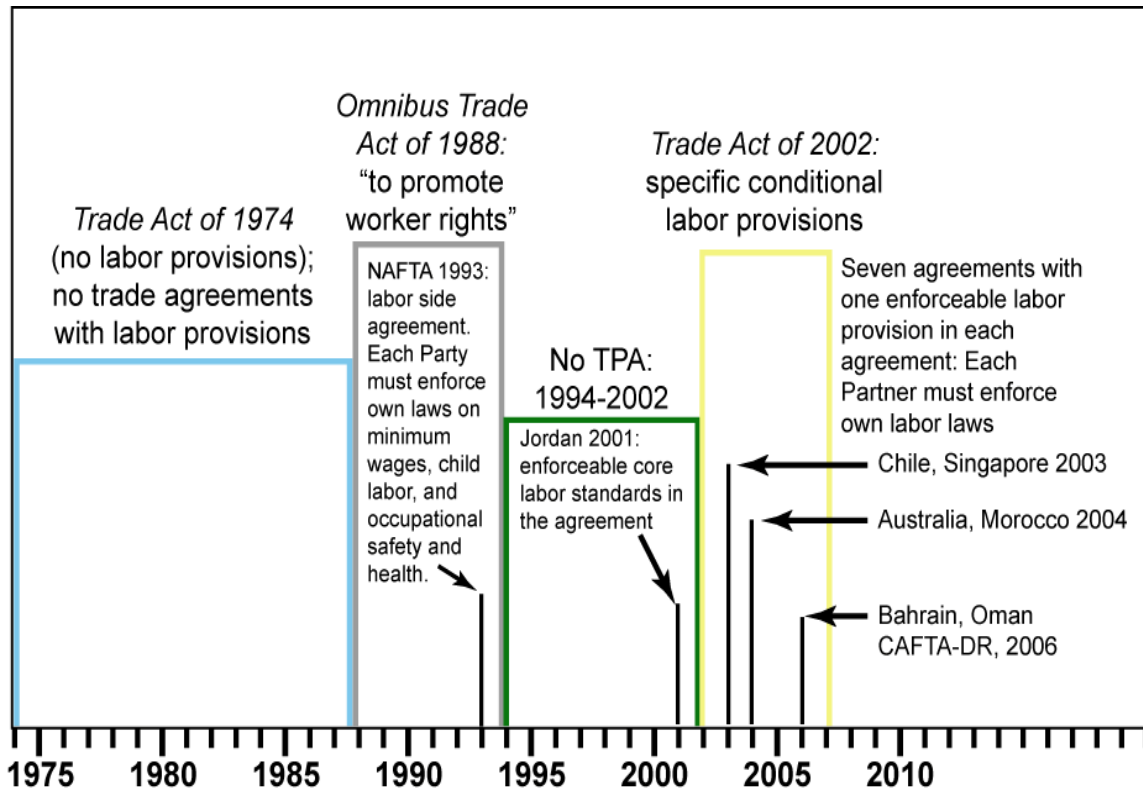 Trade Act of 1974
(no labor provisions);
no trade agreements
with labor provisions
Omnibus Trade
Act of 1988:
“to promote
worker rights”
NAFTA 1993:
labor side
agreement.
Each Party
must enforce
own laws on
minimum
wages, child
labor, and
occupational
safety and
health.
No TPA:
1994-2002
Jordan 2001:
enforceable core
labor standards in
the agreement
Trade Act of 2002:
specific conditional
labor provisions
Seven agreements with
one enforceable labor
provision in each
agreement: Each
Partner must enforce
own labor laws
Chile, Singapore 2003
Australia, Morocco 2004
Bahrain, Oman
CAFTA-DR, 2006
1975 1980 1985 1990 1995 2000 2005 2010